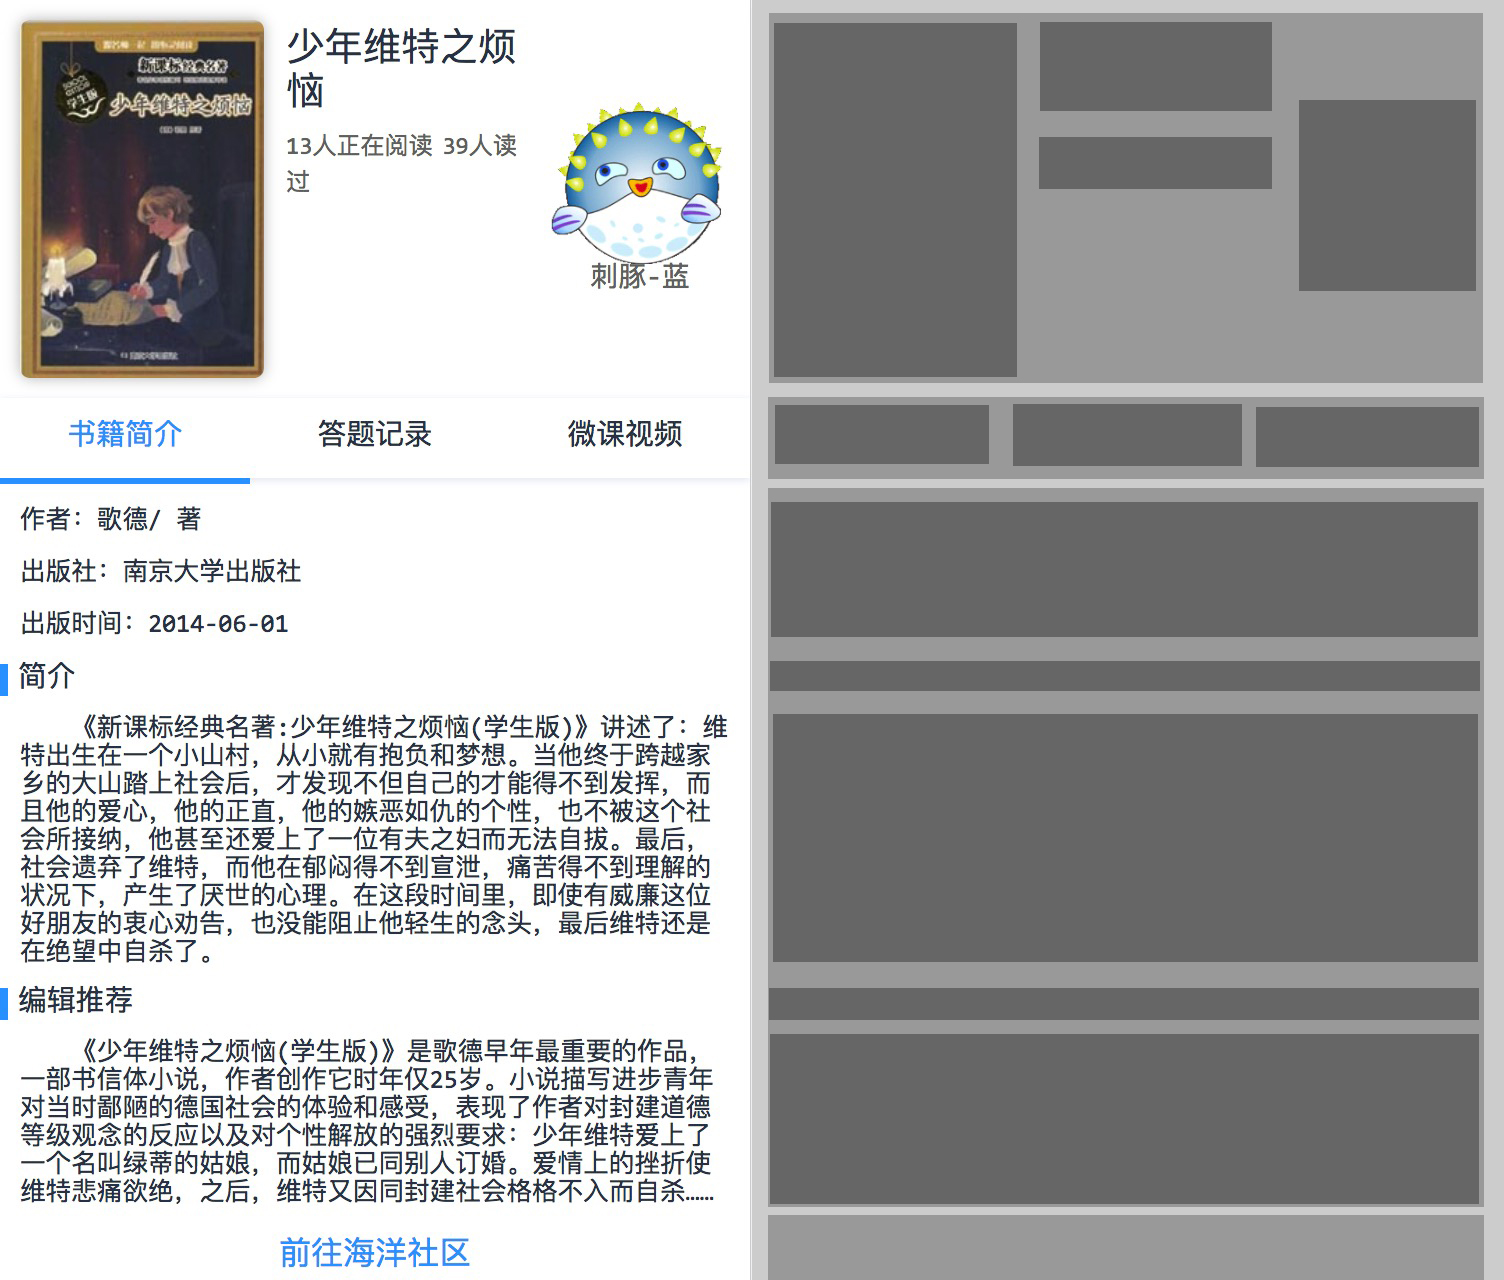 新课标经典名著
学生版
少年维特之烦恼
少年维特之烦
恼
13人正在阅读 39人读
过
刺豚-蓝
书籍简介 答题记录 微课视频
作者：歌德/ 著
出版社：南京大学出版社
出版时间：2014-06-01
简介
《新课标经典名著:少年维特之烦恼(学生版)》讲述了：维
特出生在一个小山村，从小就有抱负和梦想。当他终于跨越家
乡的大山踏上社会后，才发现不但自己的才能得不到发挥，而
且他的爱心，他的正直，他的嫉恶如仇的个性，也不被这个社
会所接纳，他甚至还爱上了一位有夫之妇而无法自拔。最后，
社会遗弃了维特，而他在郁闷得不到宣泄，痛苦得不到理解的
状况下，产生了厌世的心理。在这段时间里，即使有威廉这位
好朋友的衷心劝告，也没能阻止他轻生的念头，最后维特还是
在绝望中自杀了。
编辑推荐
《少年维特之烦恼(学生版)》是歌德早年最重要的作品，
一部书信体小说，作者创作它时年仅25岁。小说描写进步青年
对当时鄙陋的德国社会的体验和感受，表现了作者对封建道德
等级观念的反应以及对个性解放的强烈要求：少年维特爱上了
一个名叫绿蒂的姑娘，而姑娘已同别人订婚。爱情上的挫折使
维特悲痛欲绝，之后，维特又因同封建社会格格不入而自杀……
前往海洋社区